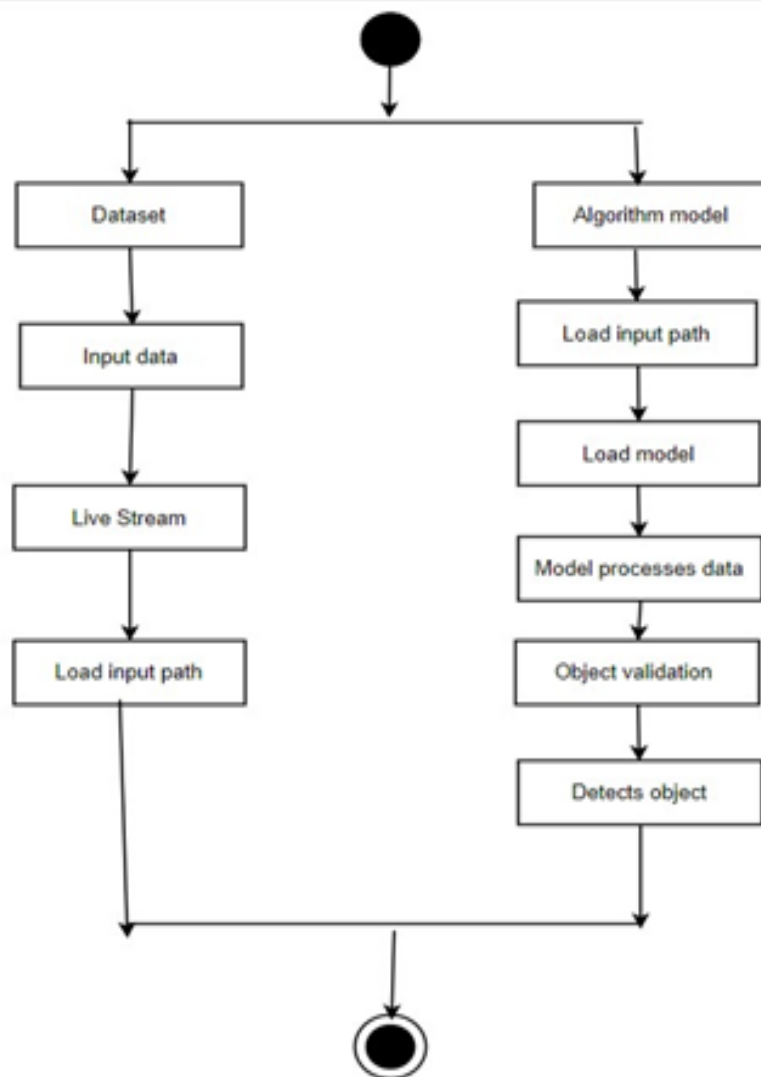 Dataset
Input data
Live Stream
Load input path
Algorithm model
Load input path
Load model
Model processes data
Object validation
Detects object